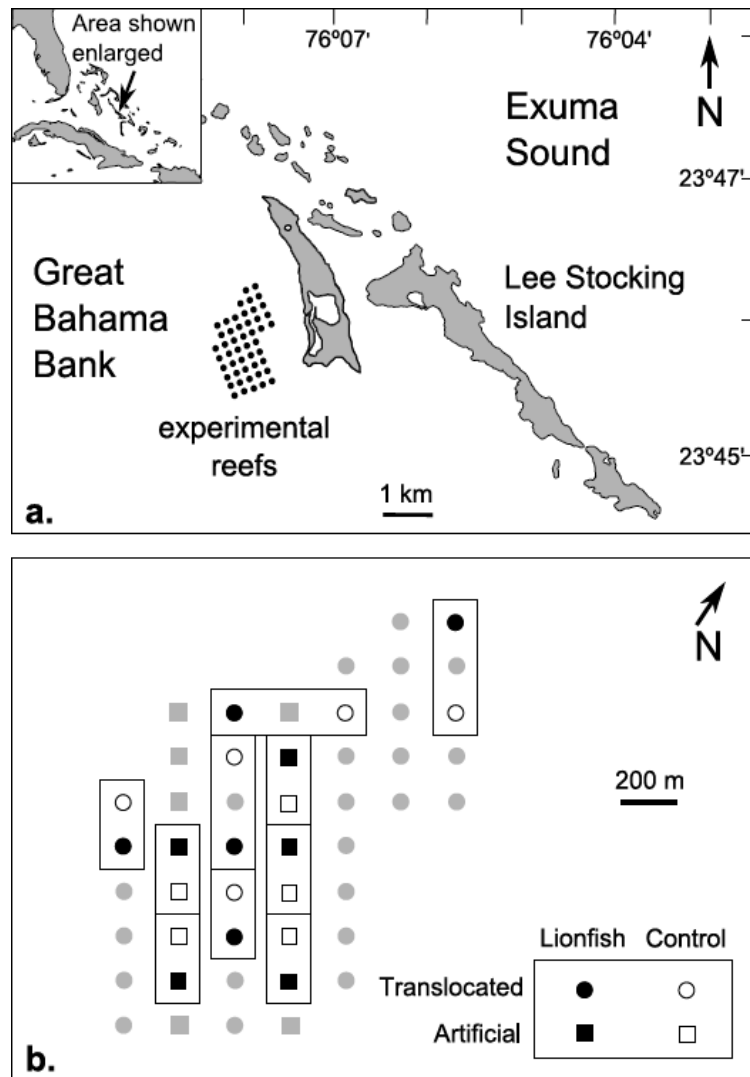 Area shown
enlarged
76º07'
76º04'
N
Exuma
Sound
23º47'
Great
Bahama
Bank
Lee Stocking
Island
experimental
reefs
23º45'
1 km
a.
N
200 m
Lionfish Control
Translocated
Artificial
b.